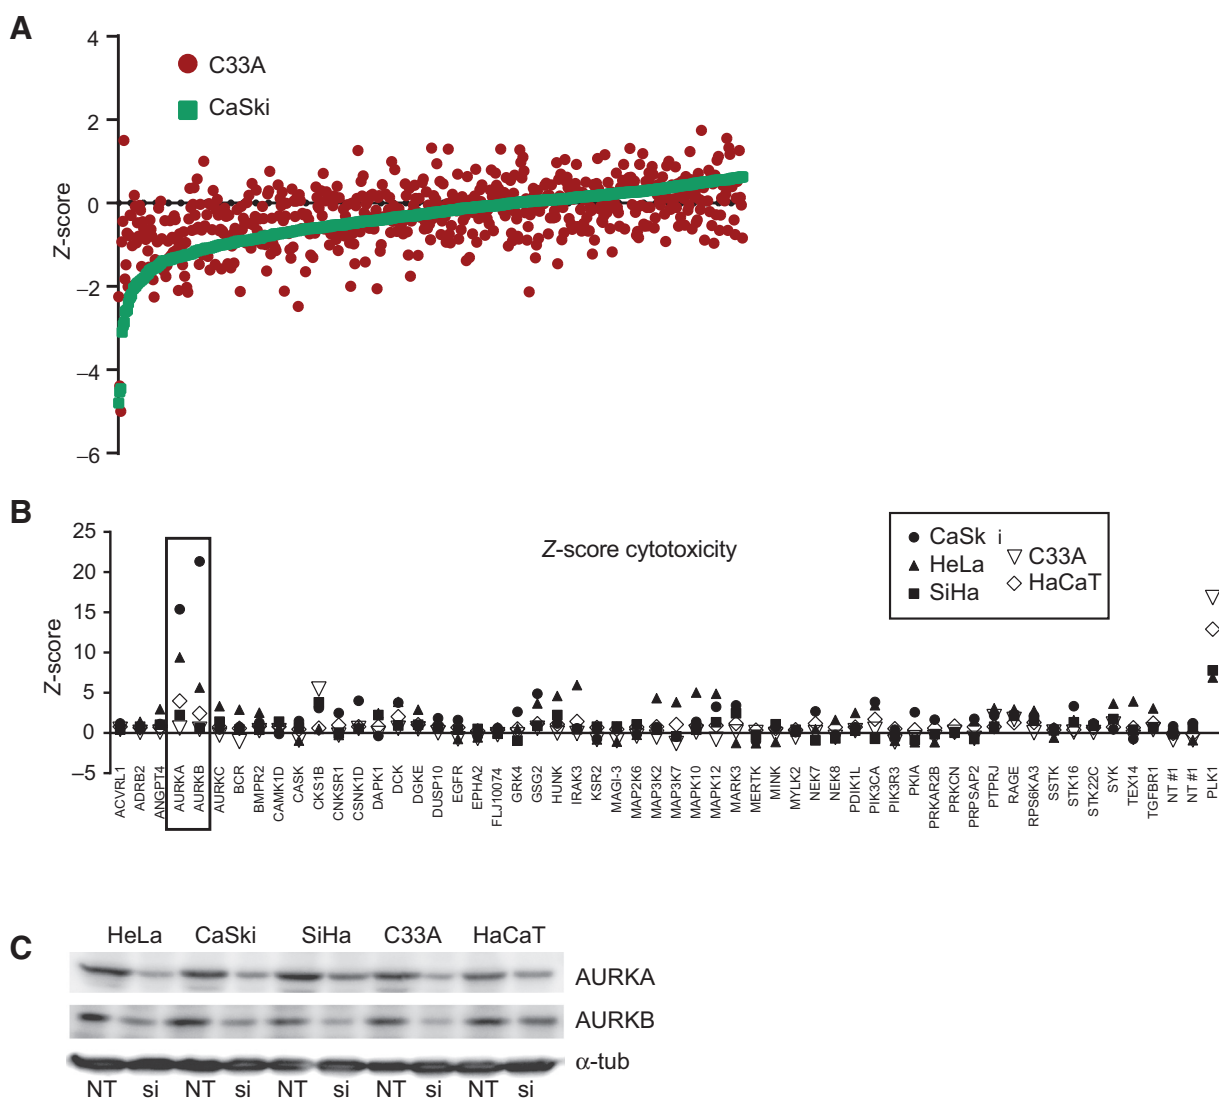 A
4
2
0
−2
−4
−6
Z-score
C33A
CaSki
B
25
20
15
10
5
0
−5
Z-score
Z-score cytotoxicity
CaSk i
HeLa
SiHa
C33A
HaCaT
ACVRL1
ADRB2
ANGPT4
AURKA
AURKB
AURKC
BCR
BMPR2
CAMK1D
CASK
CKS1B
CNKSR1
CSNK1D
DAPK1
DCK
DGKE
DUSP10
EGFR
EPHA2
FLJ10074
GRK4
GSG2
HUNK
IRAK3
KSR2
MAGI-3
MAP2K6
MAP3K2
MAP3K7
MAPK10
MAPK12
MARK3
MERTK
MINK
MYLK2
NEK7
NEK8
PDIK1L
PIK3CA
PIK3R3
PKIA
PRKAR2B
PRKCN
PRPSAP2
PTPRJ
RAGE
RPS6KA3
SSTK
STK16
STK22C
SYK
TEX14
TGFBR1
NT #1
NT #1
PLK1
C
HeLa CaSki SiHa C33A HaCaT
AURKA
AURKB
α-tub
NT si NT si NT si NT si NT si